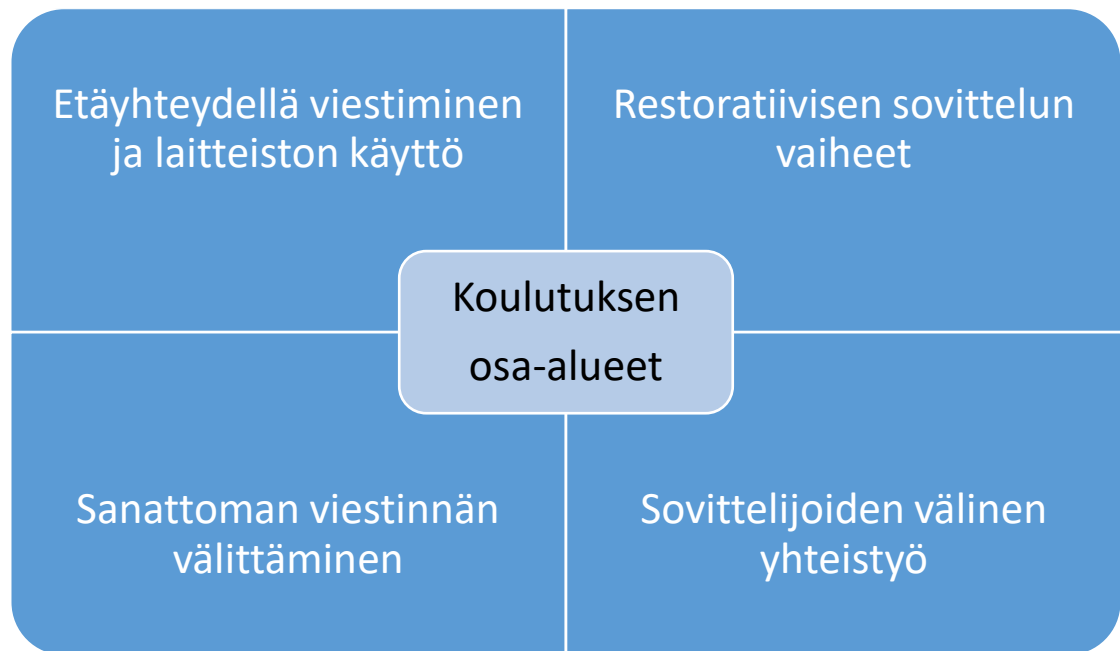 Etäyhteydellä viestiminen
ja laitteiston käyttö
Restoratiivisen sovittelun
vaiheet
Koulutuksen
osa-alueet
Sanattoman viestinnän
välittäminen
Sovittelijoiden välinen
yhteistyö